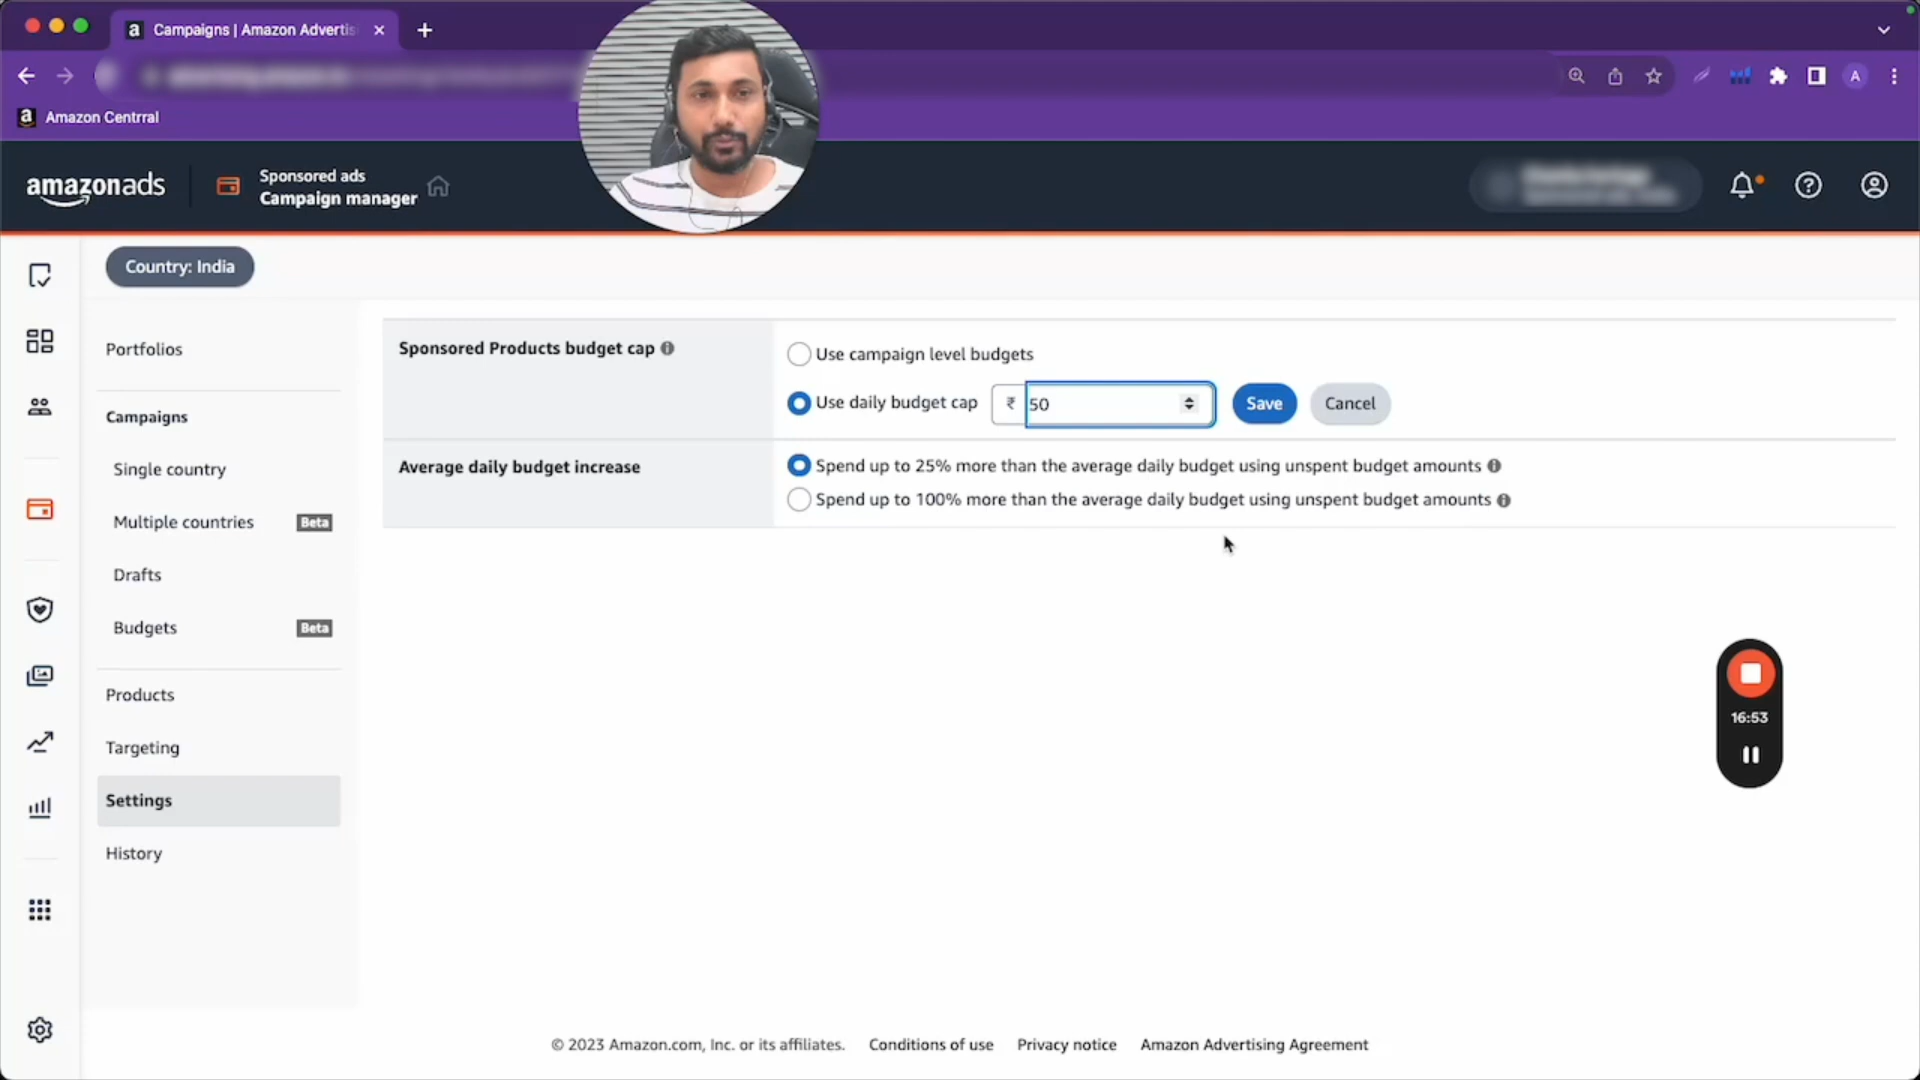 Campaigns | Amazon Advertis
Amazon Centrral
amazonads
Sponsored ads
Campaign manager
A
Country: India
Portfolios
Campaigns
Single country
Multiple countries Beta
Drafts
Budgets Beta
Products
Targeting
Settings
History
Sponsored Products budget cap
Use campaign level budgets
Use daily budget cap ₹ 50 Save Cancel
Average daily budget increase
Spend up to 25% more than the average daily budget using unspent budget amounts
Spend up to 100% more than the average daily budget using unspent budget amounts
16:53
© 2023 Amazon.com, Inc. or its affiliates. Conditions of use Privacy notice Amazon Advertising Agreement